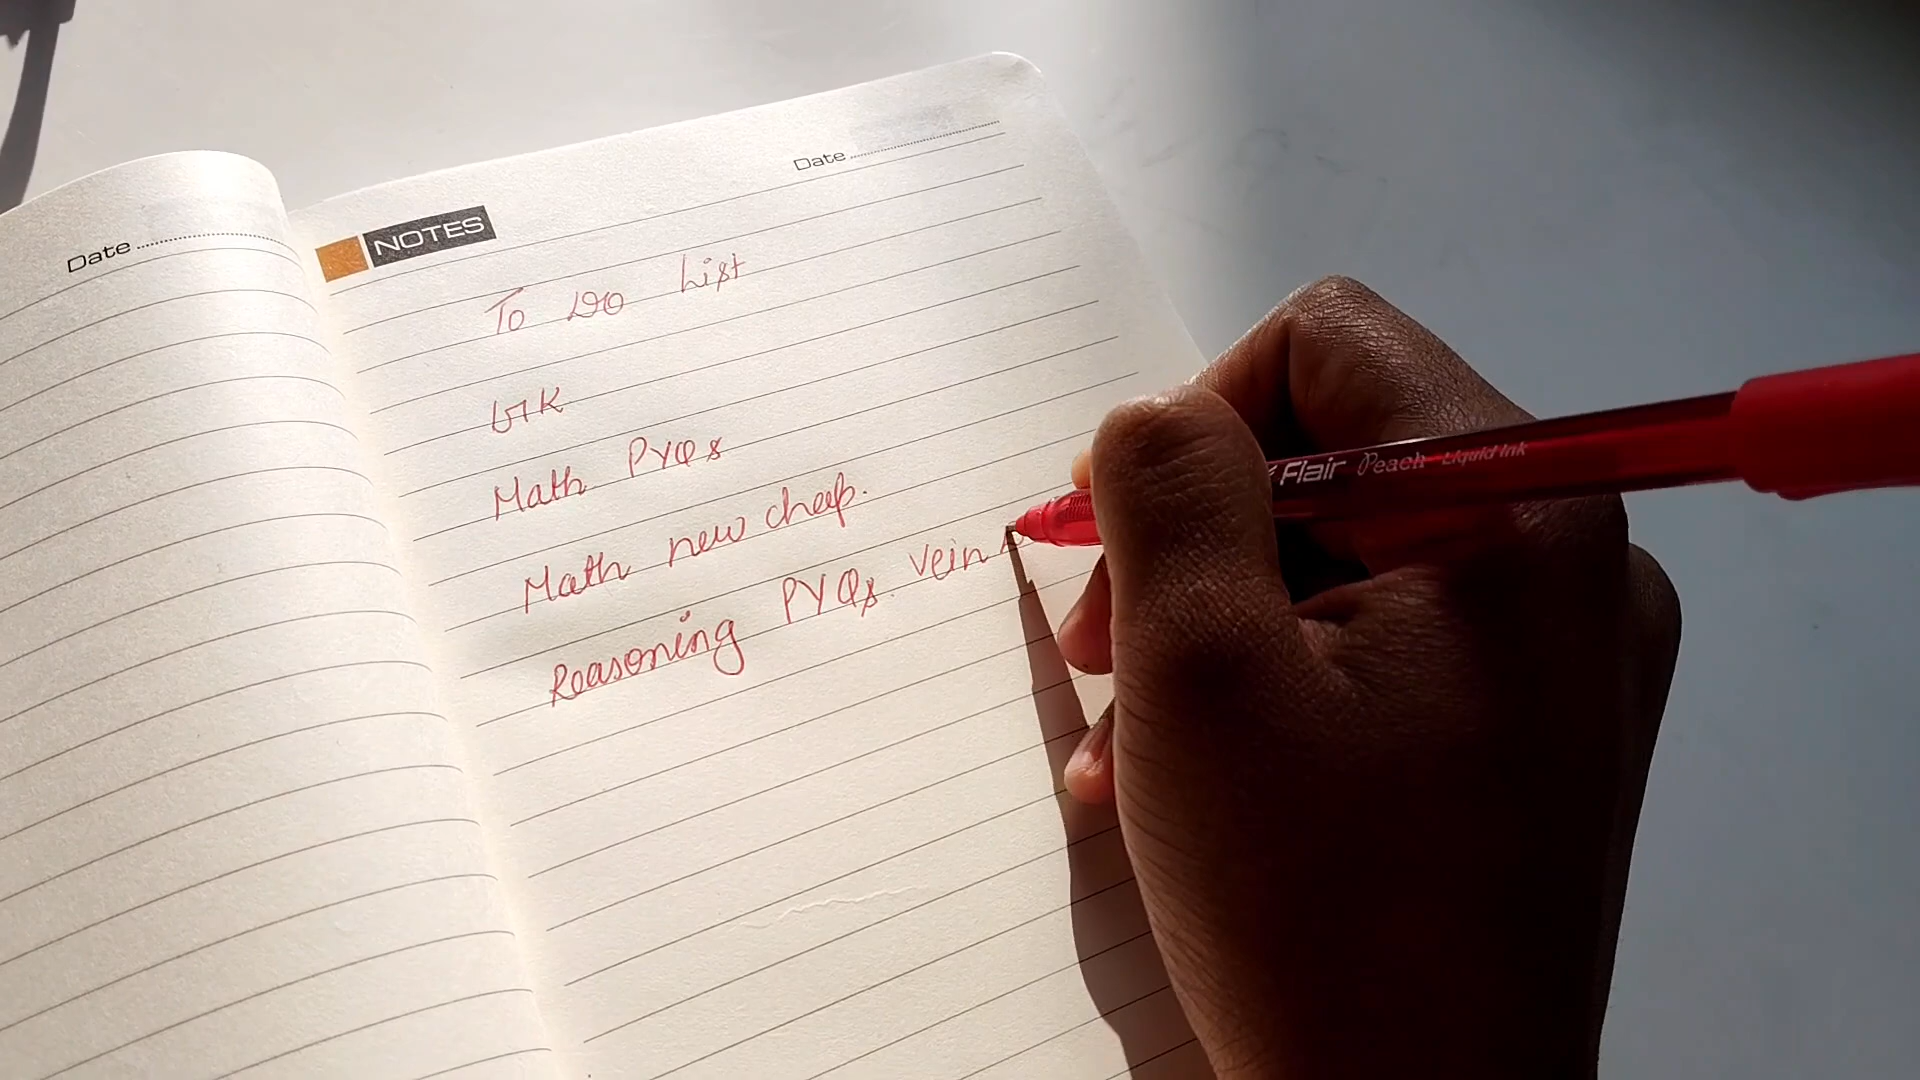 Date
Date
NOTES
To Do List
GK
Math PYQs
Math new chap.
Reasoning PYQs. Vein
Flair Peach Liquid Ink